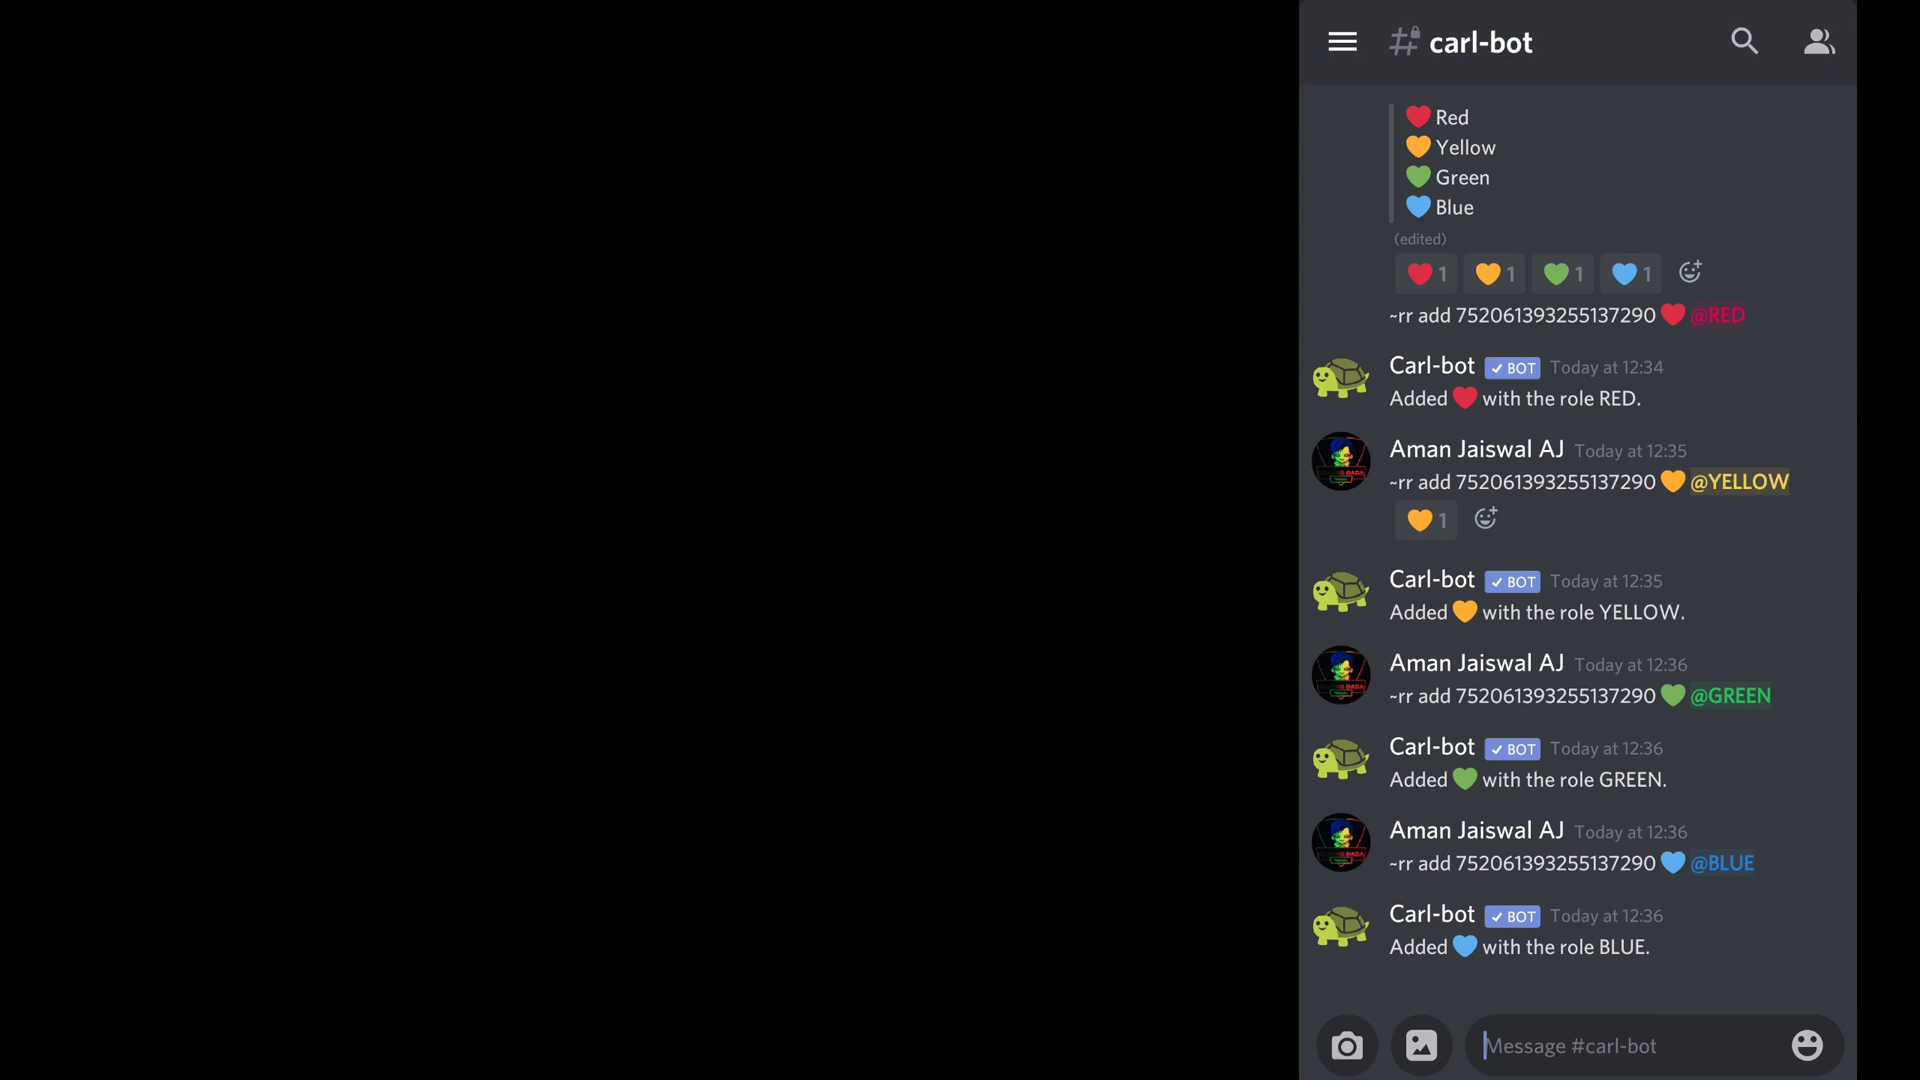 carl-bot
❤️ Red
🧡 Yellow
💚 Green
💙 Blue
(edited)
❤️ 1 🧡 1 💚 1 💙 1
~rr add 752061393255137290 ❤️ @RED
Carl-bot ✓ BOT Today at 12:34
Added ❤️ with the role RED.
Aman Jaiswal AJ Today at 12:35
~rr add 752061393255137290 🧡 @YELLOW
🧡 1
Carl-bot ✓ BOT Today at 12:35
Added 🧡 with the role YELLOW.
Aman Jaiswal AJ Today at 12:36
~rr add 752061393255137290 💚 @GREEN
Carl-bot ✓ BOT Today at 12:36
Added 💚 with the role GREEN.
Aman Jaiswal AJ Today at 12:36
~rr add 752061393255137290 💙 @BLUE
Carl-bot ✓ BOT Today at 12:36
Added 💙 with the role BLUE.
Message #carl-bot